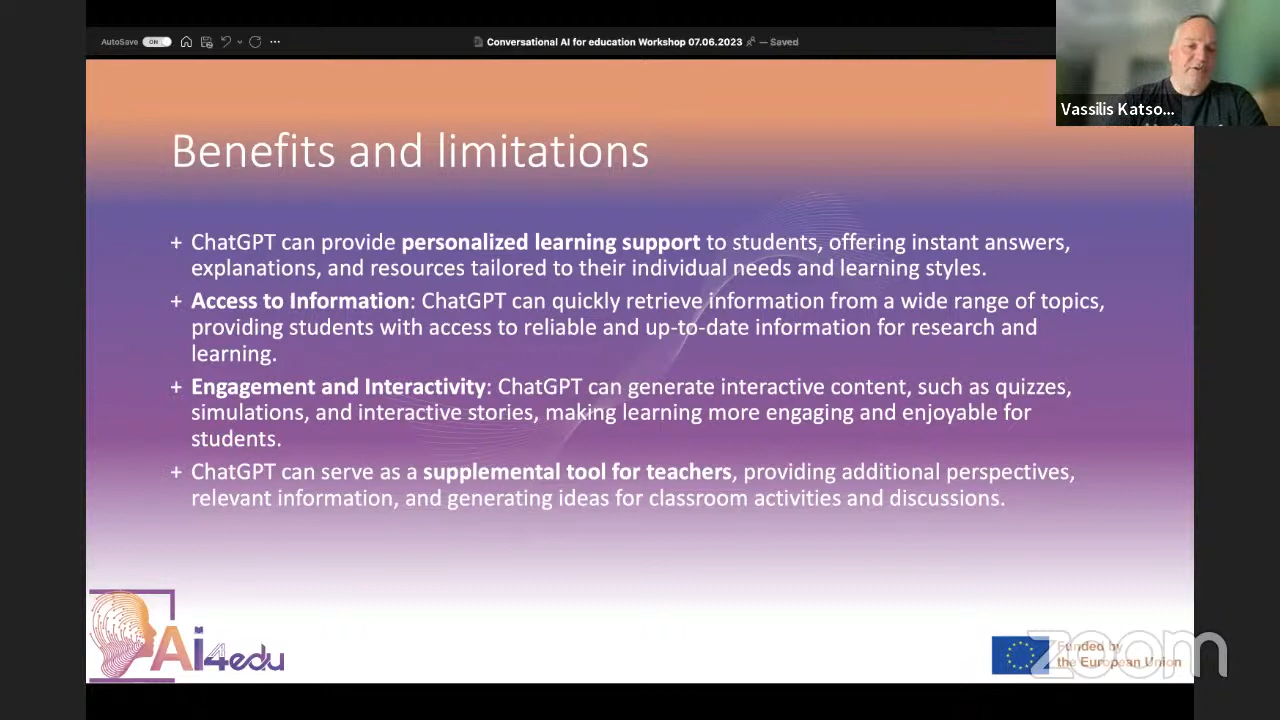 AutoSave ON
Conversational AI for education Workshop 07.06.2023 — Saved
Vassilis Katso...
Benefits and limitations
+ ChatGPT can provide personalized learning support to students, offering instant answers,
explanations, and resources tailored to their individual needs and learning styles.
+ Access to Information: ChatGPT can quickly retrieve information from a wide range of topics,
providing students with access to reliable and up-to-date information for research and
learning.
+ Engagement and Interactivity: ChatGPT can generate interactive content, such as quizzes,
simulations, and interactive stories, making learning more engaging and enjoyable for
students.
+ ChatGPT can serve as a supplemental tool for teachers, providing additional perspectives,
relevant information, and generating ideas for classroom activities and discussions.
Ai4edu
Funded by
the European Union
zoom